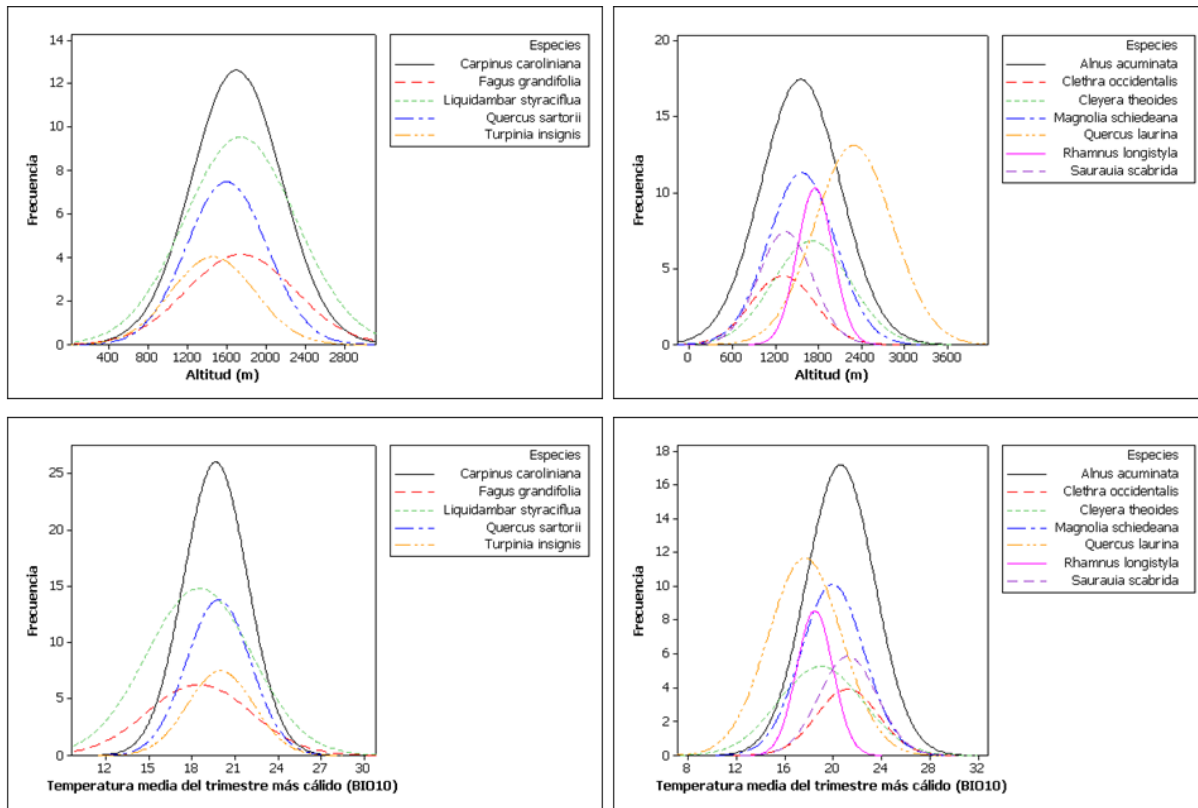 14
12
10
8
6
4
2
0
Frecuencia
400 800 1200 1600 2000 2400 2800
Altitud (m)
Especies
Carpinus caroliniana
Fagus grandifolia
Liquidambar styraciflua
Quercus sartorii
Turpinia insignis
20
15
10
5
0
Frecuencia
0 600 1200 1800 2400 3000 3600
Altitud (m)
Especies
Alnus acuminata
Clethra occidentalis
Cleyera theoides
Magnolia schiedeana
Quercus laurina
Rhamnus longistyla
Saurauia scabrida
25
20
15
10
5
0
Frecuencia
12 15 18 21 24 27 30
Temperatura media del trimestre más cálido (BIO10)
Especies
Carpinus caroliniana
Fagus grandifolia
Liquidambar styraciflua
Quercus sartorii
Turpinia insignis
18
16
14
12
10
8
6
4
2
0
Frecuencia
8 12 16 20 24 28 32
Temperatura media del trimestre más cálido (BIO10)
Especies
Alnus acuminata
Clethra occidentalis
Cleyera theoides
Magnolia schiedeana
Quercus laurina
Rhamnus longistyla
Saurauia scabrida